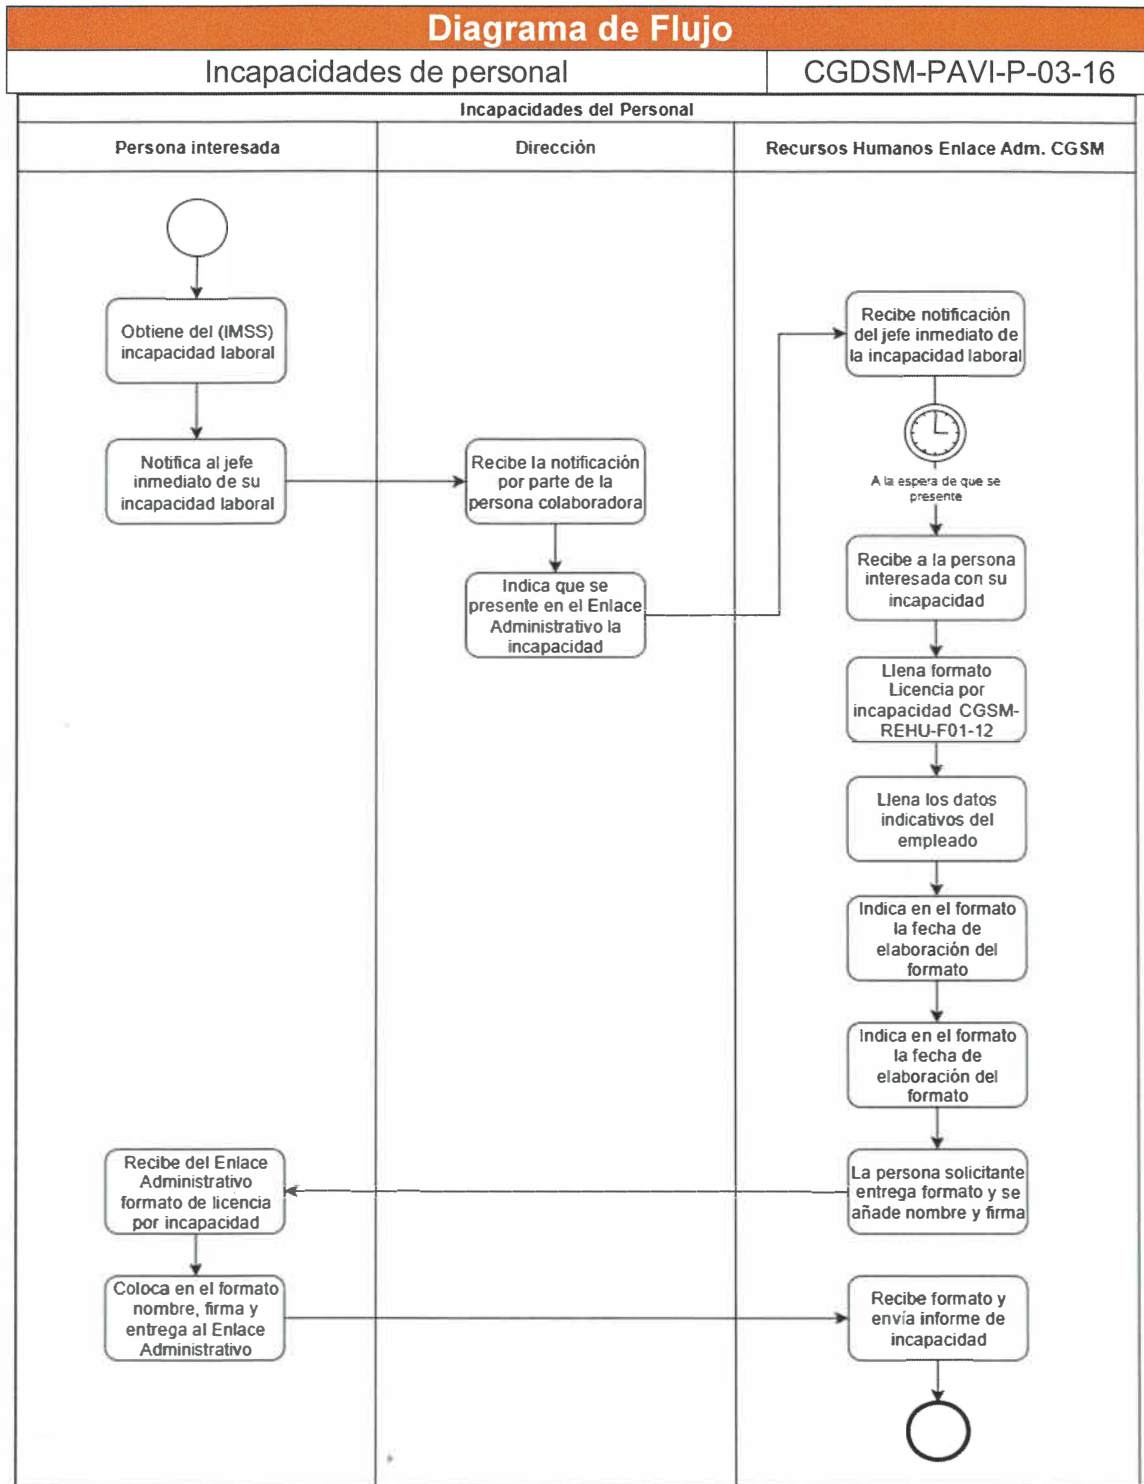 Diagrama de Flujo
Incapacidades de personal
CGDSM-PAVI-P-03-16
Incapacidades del Personal
Persona interesada
Dirección
Recursos Humanos Enlace Adm. CGSM
Obtiene del (IMSS)
incapacidad laboral
Notifica al jefe
inmediato de su
incapacidad laboral
Recibe la notificación
por parte de la
persona colaboradora
Indica que se
presente en el Enlace
Administrativo la
incapacidad
Recibe notificación
del jefe inmediato de
la incapacidad laboral
A la espera de que se
presente
Recibe a la persona
interesada con su
incapacidad
Llena formato
Licencia por
incapacidad CGSM-
REHU-F01-12
Llena los datos
indicativos del
empleado
Indica en el formato
la fecha de
elaboración del
formato
Indica en el formato
la fecha de
elaboración del
formato
La persona solicitante
entrega formato y se
añade nombre y firma
Recibe del Enlace
Administrativo
formato de licencia
por incapacidad
Coloca en el formato
nombre, firma y
entrega al Enlace
Administrativo
Recibe formato y
envía informe de
incapacidad